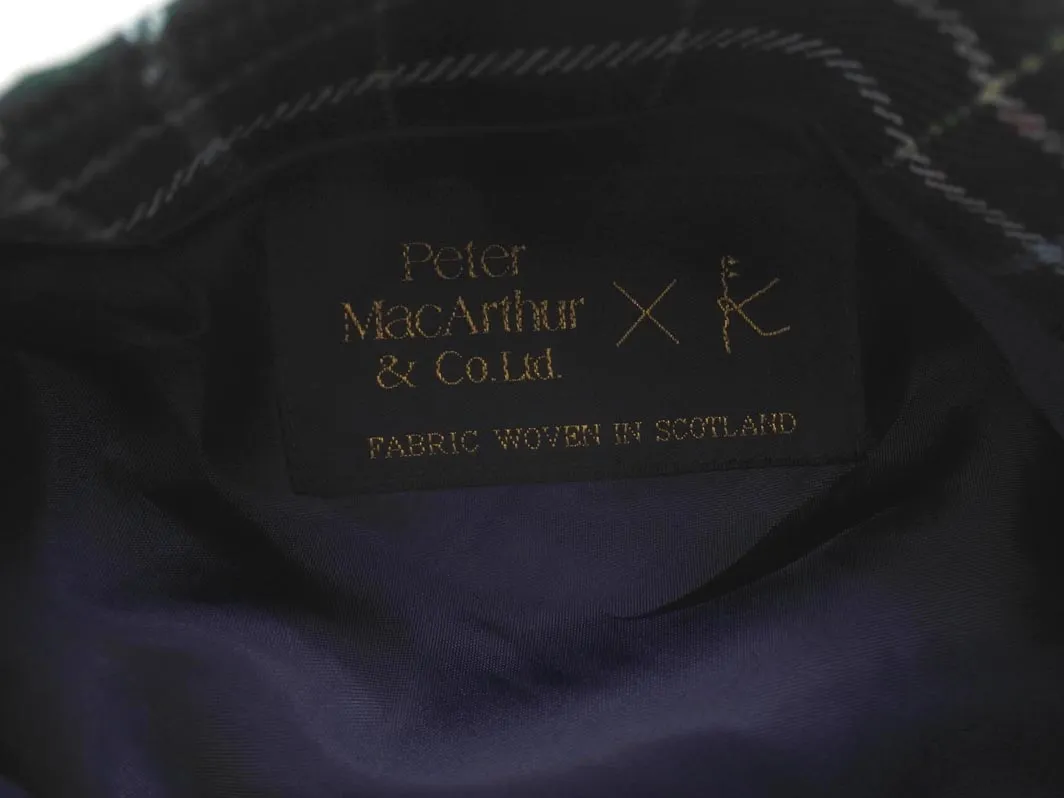 Peter
MacArthur
& Co.Ltd.
X K
FABRIC WOVEN IN SCOTLAND